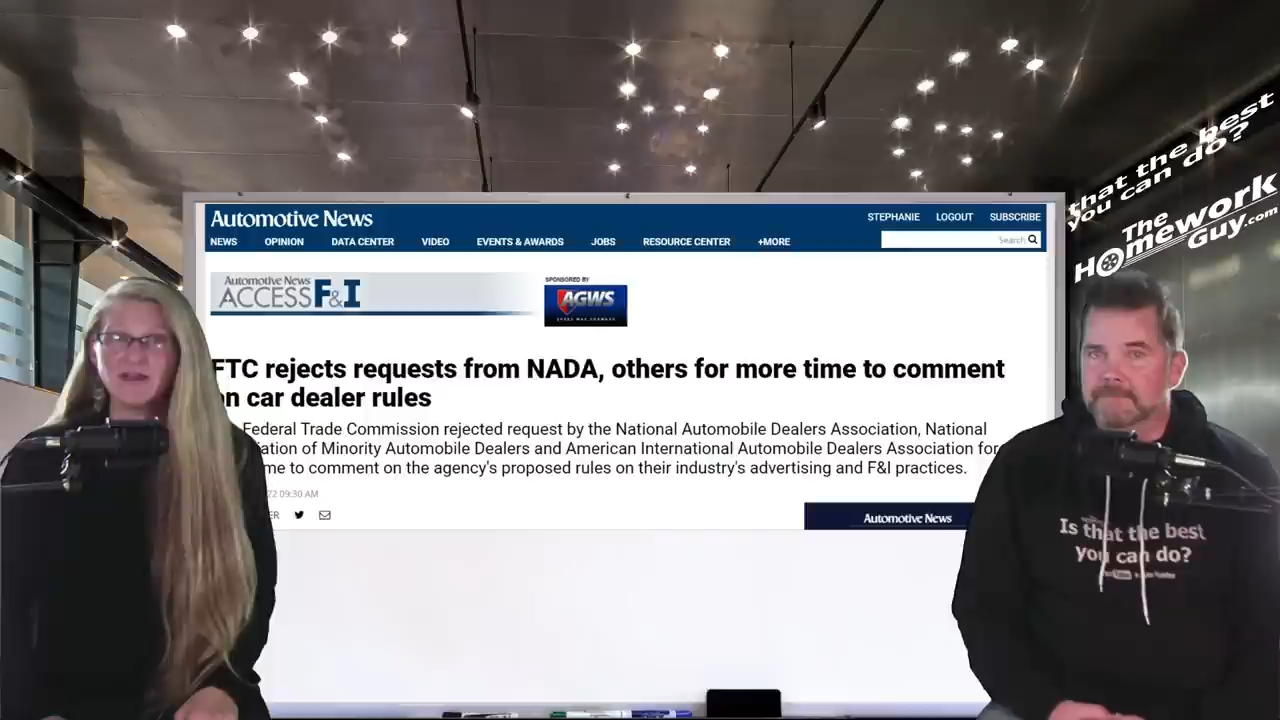 that the best
you can do?
The
Homework
Guy.com
Automotive News
STEPHANIE LOGOUT SUBSCRIBE
NEWS OPINION DATA CENTER VIDEO EVENTS & AWARDS JOBS RESOURCE CENTER +MORE
Search
Automotive News
ACCESS F&I
SPONSORED BY
AGWS
FTC rejects requests from NADA, others for more time to comment
on car dealer rules
Federal Trade Commission rejected request by the National Automobile Dealers Association, National
iation of Minority Automobile Dealers and American International Automobile Dealers Association for
me to comment on the agency's proposed rules on their industry's advertising and F&I practices.
22 09:30 AM
ER
Automotive News
Is that the best
you can do?